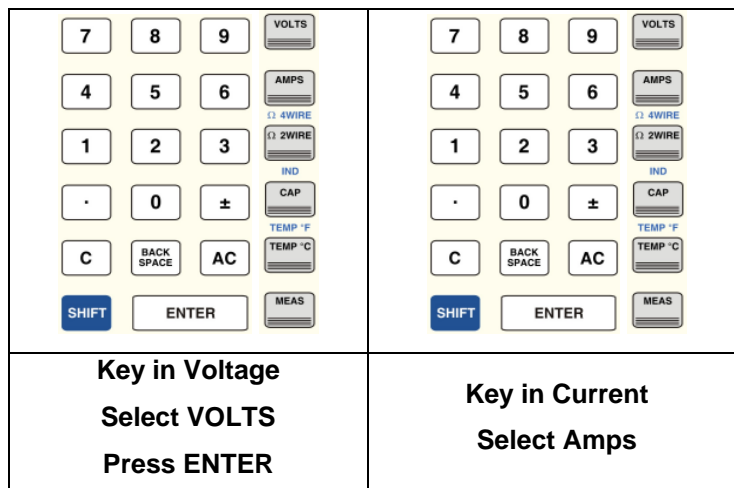 7 8 9 VOLTS
4 5 6 AMPS
Ω 4WIRE
1 2 3 Ω 2WIRE
IND
. 0 ± CAP
TEMP °F
C BACK SPACE AC TEMP °C
SHIFT ENTER MEAS
Key in Voltage
Select VOLTS
Press ENTER
7 8 9 VOLTS
4 5 6 AMPS
Ω 4WIRE
1 2 3 Ω 2WIRE
IND
. 0 ± CAP
TEMP °F
C BACK SPACE AC TEMP °C
SHIFT ENTER MEAS
Key in Current
Select Amps